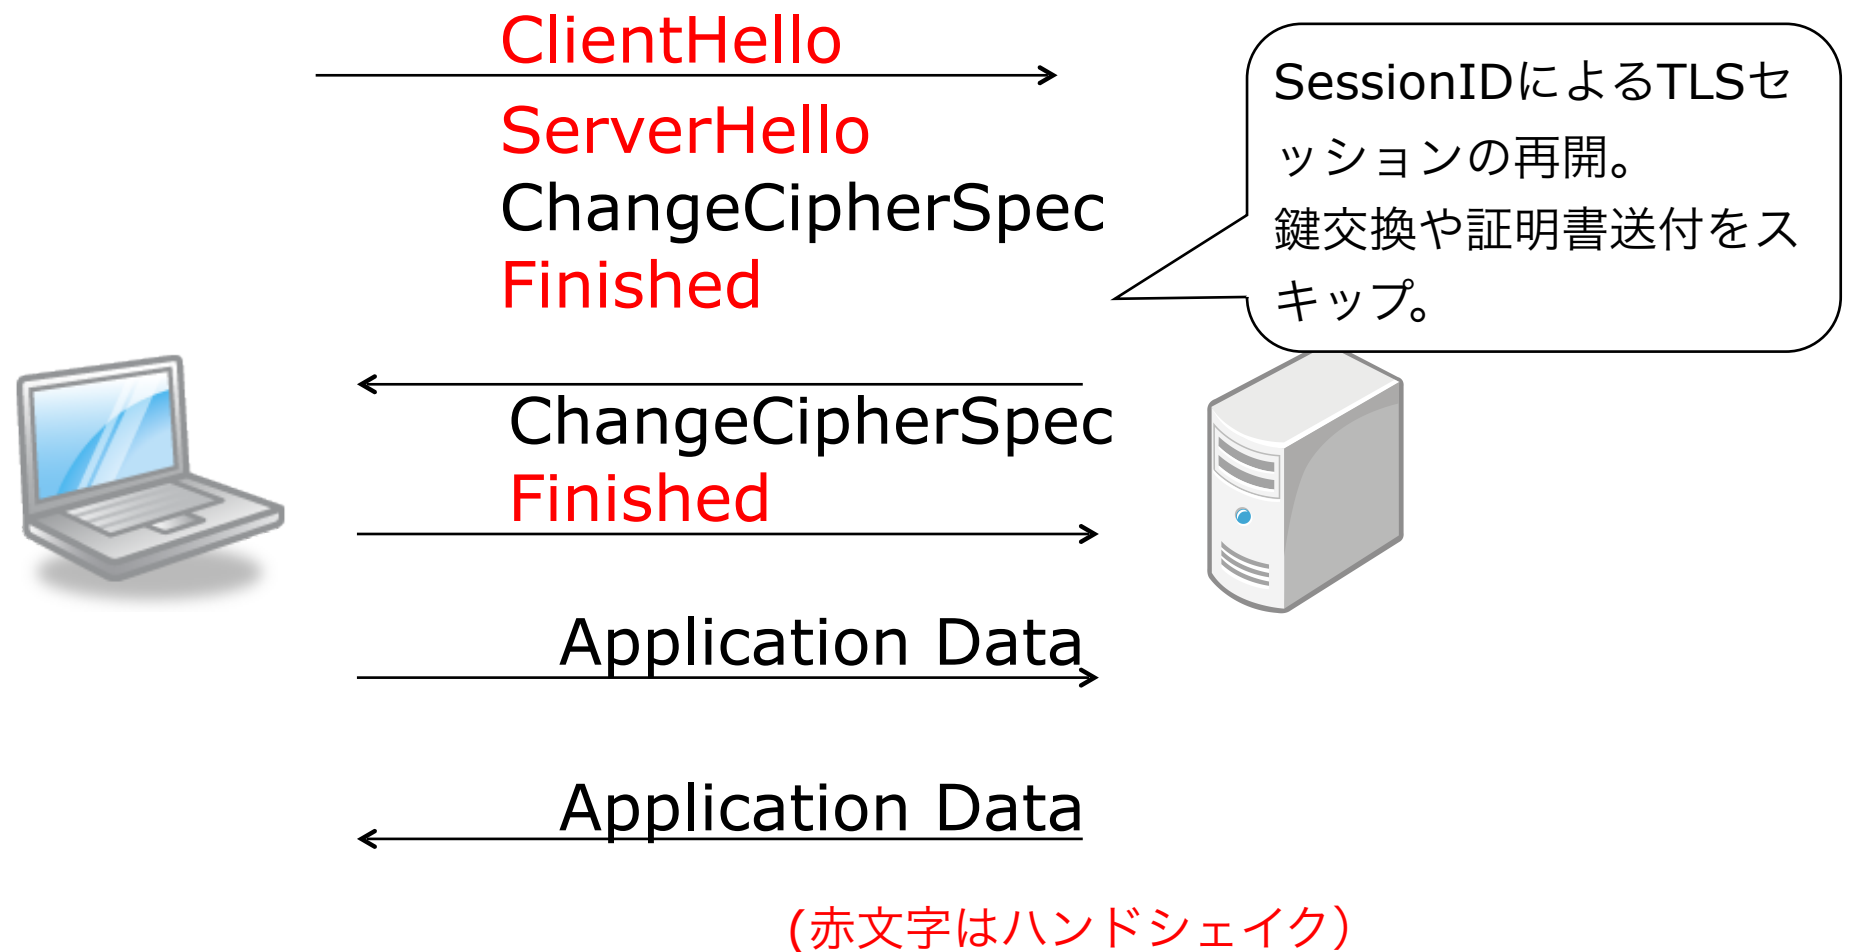 ClientHello
ServerHello
ChangeCipherSpec
Finished
SessionIDによるTLSセ
ッションの再開。
鍵交換や証明書送付をス
キップ。
ChangeCipherSpec
Finished
Application Data
Application Data
(赤文字はハンドシェイク）